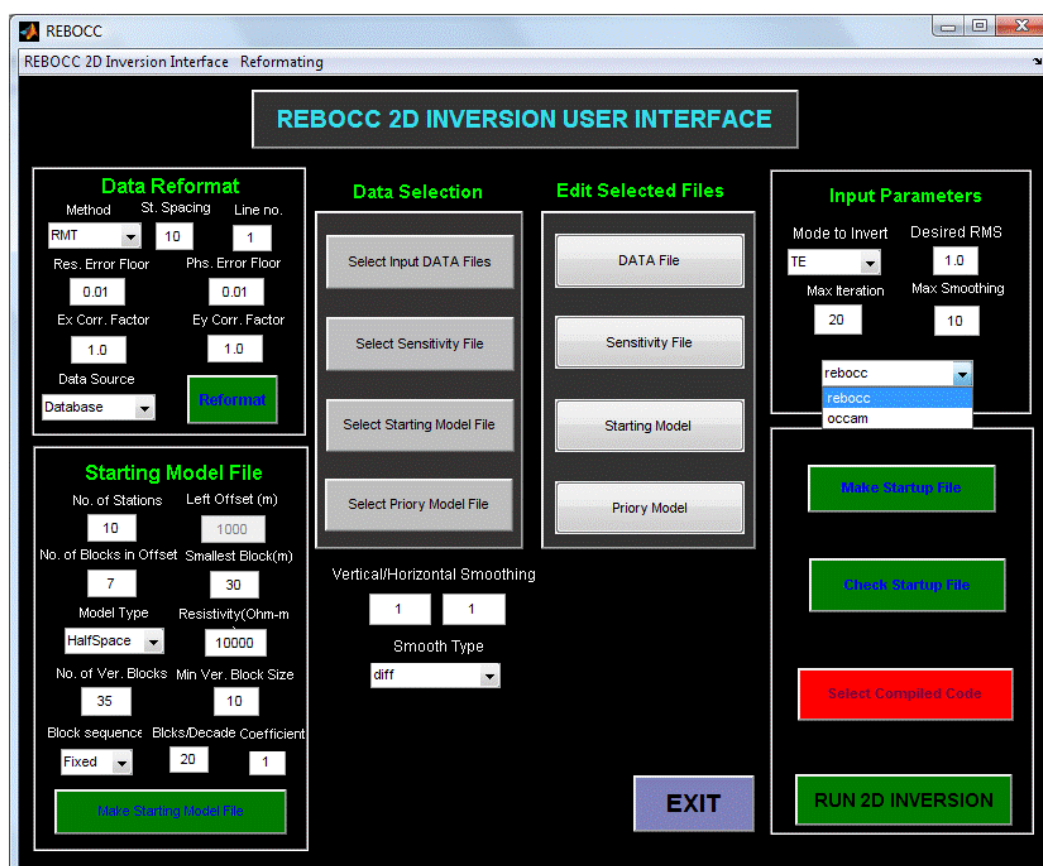 REBOCC
REBOCC 2D Inversion Interface Reformating
REBOCC 2D INVERSION USER INTERFACE
Data Reformat
Method St. Spacing Line no.
RMT 10 1
Res. Error Floor Phs. Error Floor
0.01 0.01
Ex Corr. Factor Ey Corr. Factor
1.0 1.0
Data Source
Database Reformat
Starting Model File
No. of Stations Left Offset (m)
10 1000
No. of Blocks in Offset Smallest Block(m)
7 30
Model Type Resistivity(Ohm-m
HalfSpace 10000
No. of Ver. Blocks Min Ver. Block Size
35 10
Block sequence Blcks/Decade Coefficient
Fixed 20 1
Make Starting Model File
Data Selection
Select Input DATA Files
Select Sensitivity File
Select Starting Model File
Select Priory Model File
Vertical/Horizontal Smoothing
1 1
Smooth Type
diff
Edit Selected Files
DATA File
Sensitivity File
Starting Model
Priory Model
EXIT
Input Parameters
Mode to Invert Desired RMS
TE 1.0
Max Iteration Max Smoothing
20 10
rebocc
rebocc
occam
Make Startup File
Check Startup File
Select Compiled Code
RUN 2D INVERSION